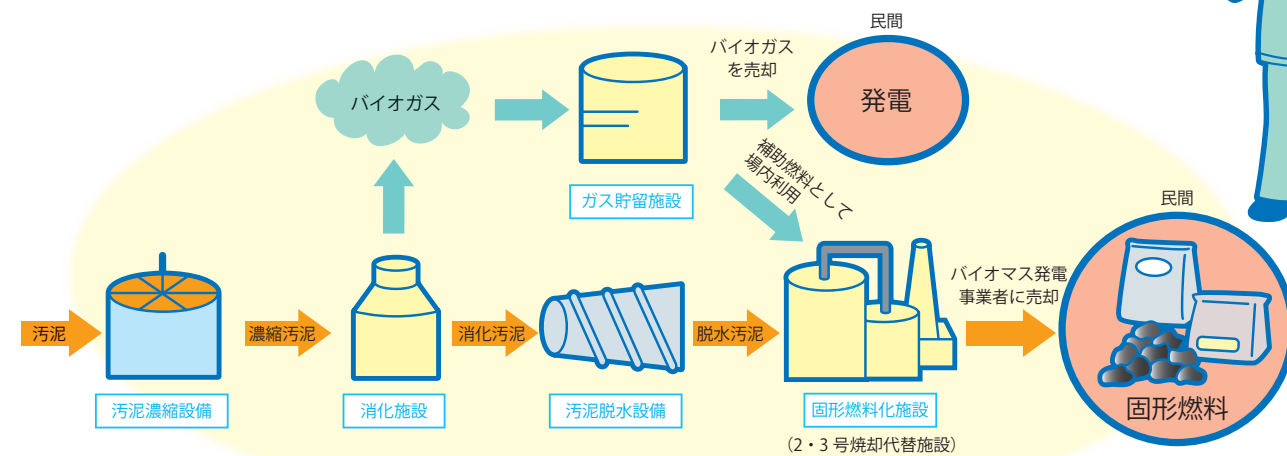 民間
バイオガス
を売却
バイオガス
発電
補助燃料として
場内利用
ガス貯留施設
民間
バイオマス発電
事業者に売却
汚泥
濃縮汚泥
消化汚泥
脱水汚泥
固形燃料
汚泥濃縮設備
消化施設
汚泥脱水設備
固形燃料化施設
（2・3 号焼却代替施設）